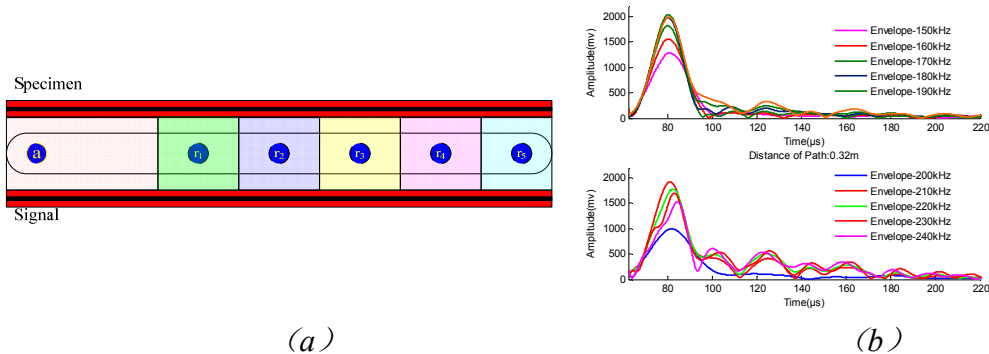 Specimen
a r₁ r₂ r₃ r₄ r₅
Signal
(a)
2000
1500
1000
500
0
Amplitude(mv)
Envelope-150kHz
Envelope-160kHz
Envelope-170kHz
Envelope-180kHz
Envelope-190kHz
80 100 120 140 160 180 200 220
Time(μs)
Distance of Path:0.32m
2000
1500
1000
500
0
Amplitude(mv)
Envelope-200kHz
Envelope-210kHz
Envelope-220kHz
Envelope-230kHz
Envelope-240kHz
80 100 120 140 160 180 200 220
Time(μs)
(b)